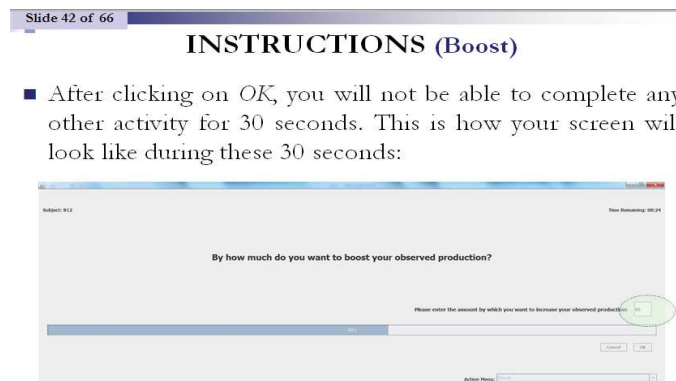 Slide 42 of 66
INSTRUCTIONS (Boost)
After clicking on OK, you will not be able to complete any
other activity for 30 seconds. This is how your screen wil
look like during these 30 seconds:
Subject: B12
Time Remaining: 00:24
By how much do you want to boost your observed production?
Please enter the amount by which you want to increase your observed production:
Cancel OK
Action Menu: